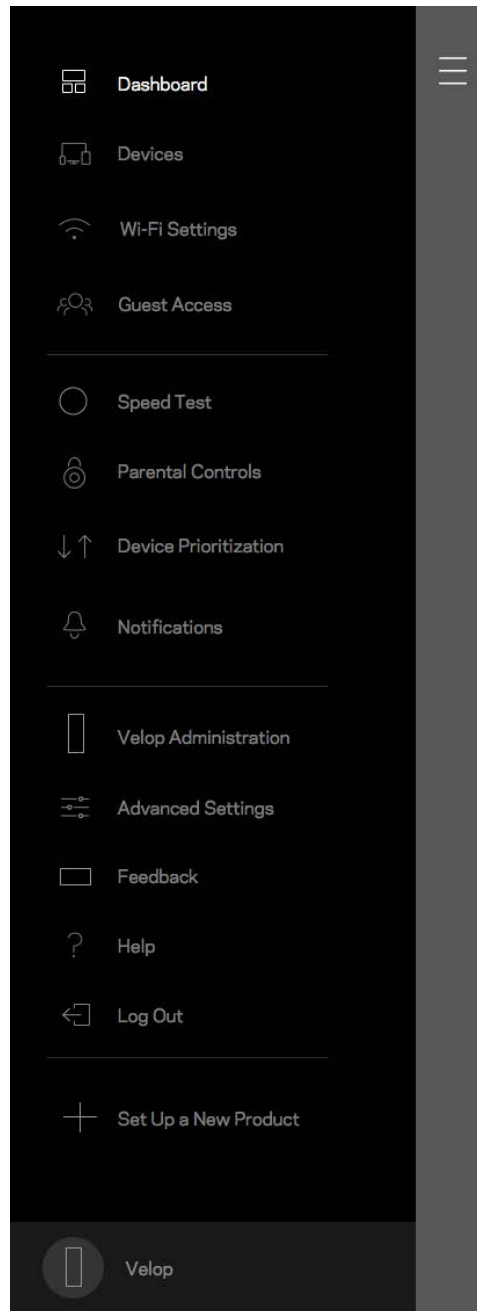 Dashboard
Devices
Wi-Fi Settings
Guest Access
Speed Test
Parental Controls
Device Prioritization
Notifications
Velop Administration
Advanced Settings
Feedback
Help
Log Out
Set Up a New Product
Velop